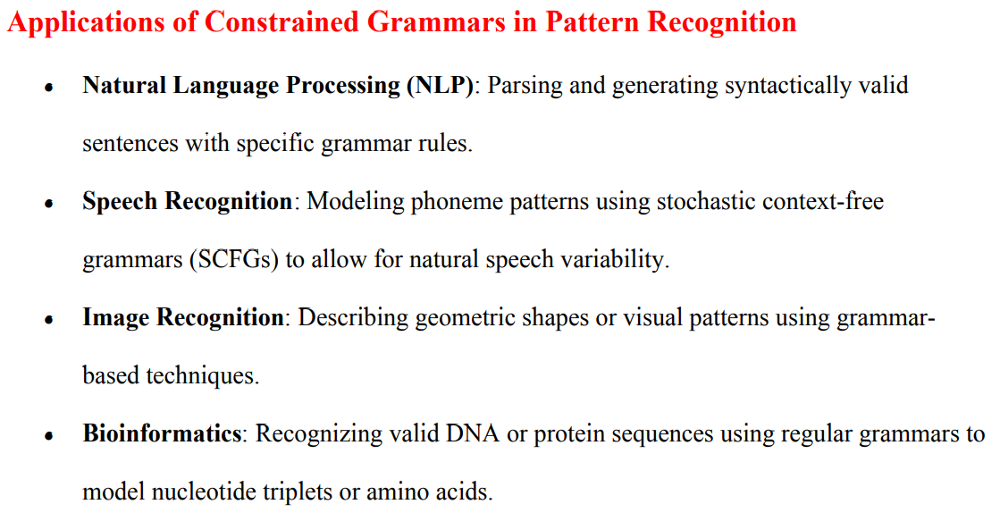 Applications of Constrained Grammars in Pattern Recognition
• Natural Language Processing (NLP): Parsing and generating syntactically valid
sentences with specific grammar rules.
• Speech Recognition: Modeling phoneme patterns using stochastic context-free
grammars (SCFGs) to allow for natural speech variability.
• Image Recognition: Describing geometric shapes or visual patterns using grammar-
based techniques.
• Bioinformatics: Recognizing valid DNA or protein sequences using regular grammars to
model nucleotide triplets or amino acids.